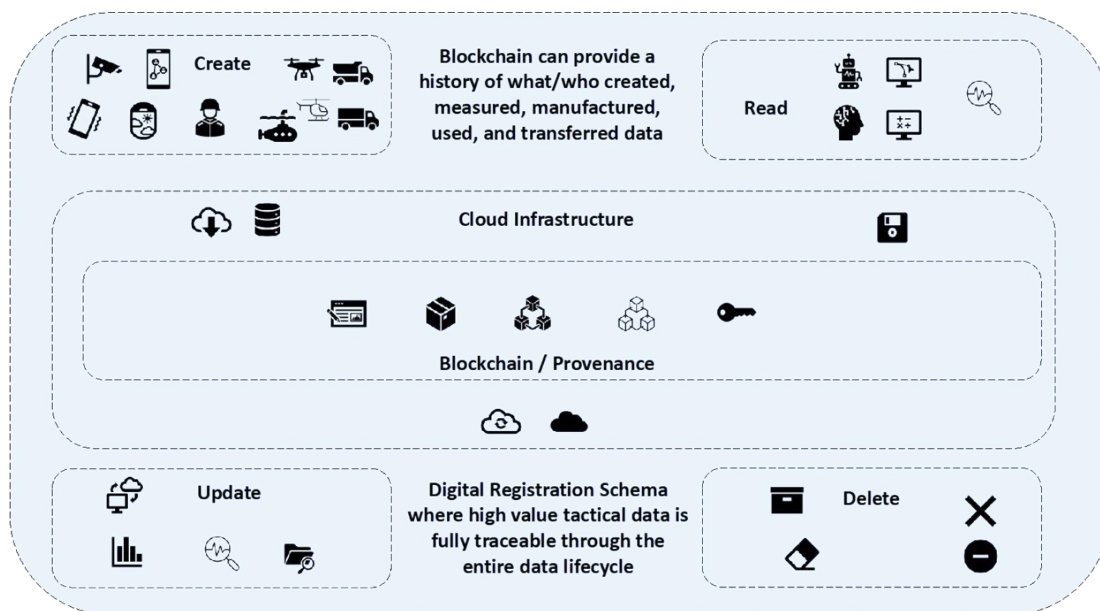 Create
Blockchain can provide a
history of what/who created,
measured, manufactured,
used, and transferred data
Read
Cloud Infrastructure
Blockchain / Provenance
Update
Digital Registration Schema
where high value tactical data is
fully traceable through the
entire data lifecycle
Delete